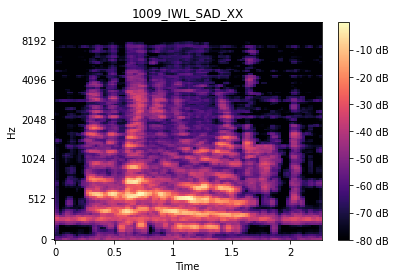 1009_IWL_SAD_XX
8192
4096
2048
1024
512
0
Hz
0
0.5
1
1.5
2
Time
-10 dB
-20 dB
-30 dB
-40 dB
-50 dB
-60 dB
-70 dB
-80 dB